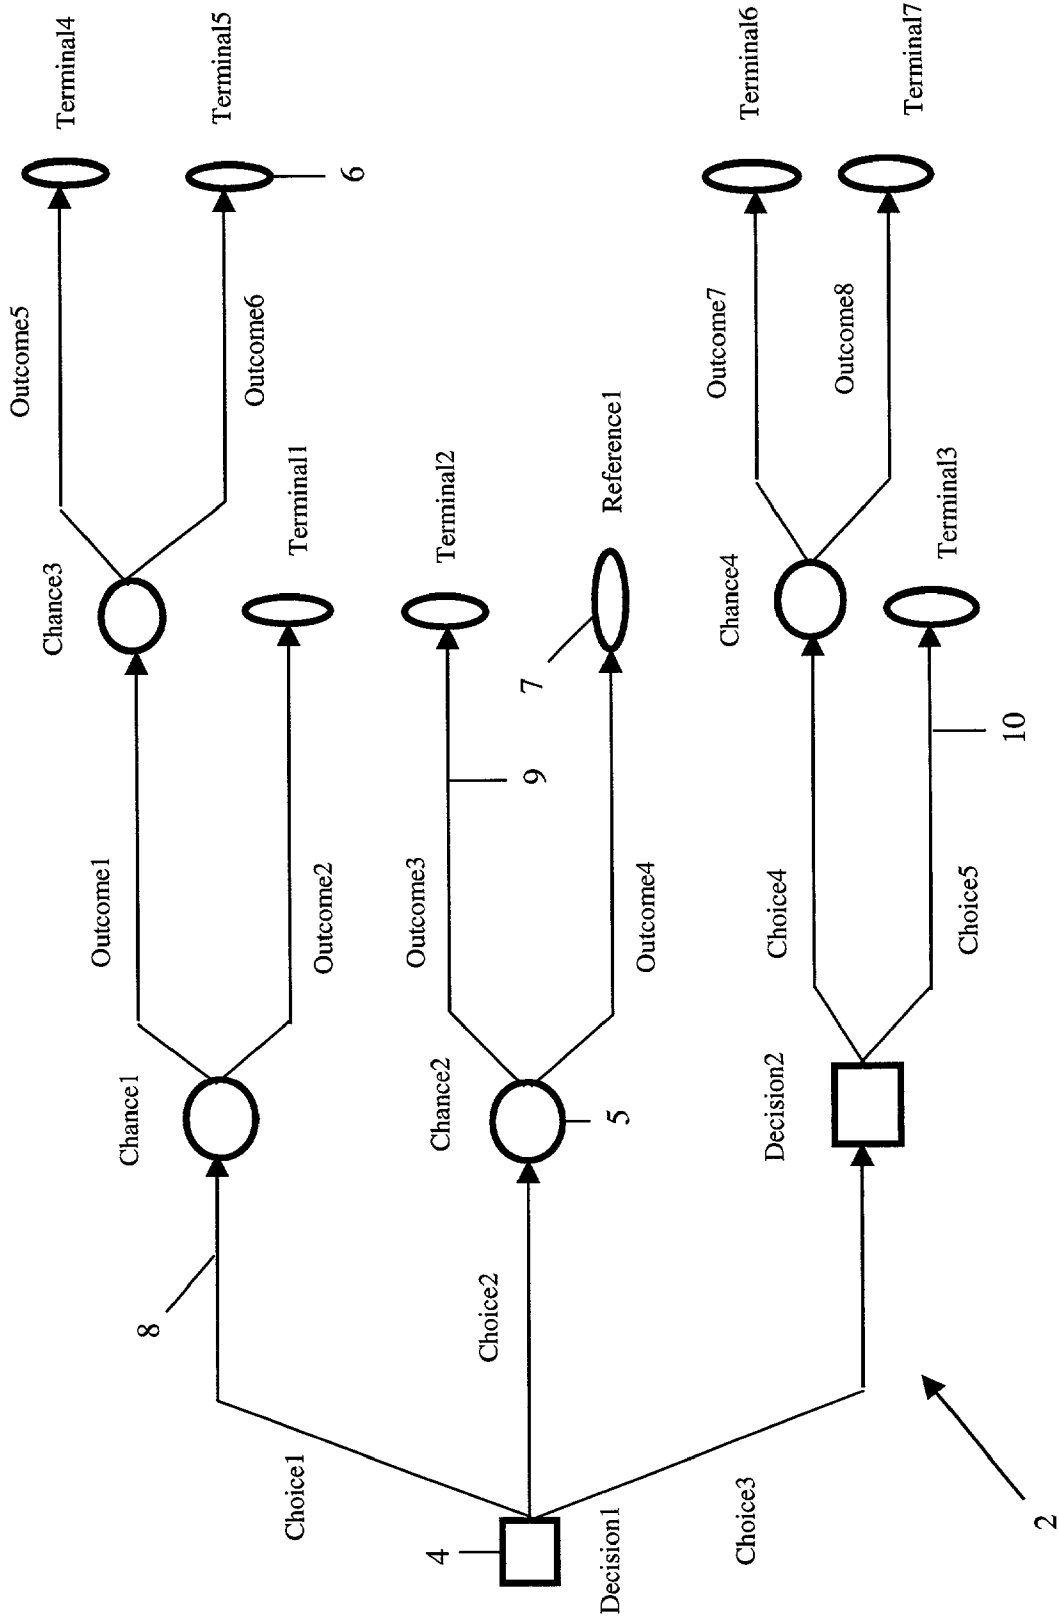 4
Decision1
Choice1
Choice2
Choice3
2
8
Chance1
Chance2
5
Decision2
Outcome1
Outcome2
Outcome3
9
Outcome4
Choice4
Choice5
10
Chance3
Terminal1
Terminal2
7
Reference1
Chance4
Terminal3
Outcome5
Outcome6
Outcome7
Outcome8
Terminal4
Terminal5
6
Terminal6
Terminal7